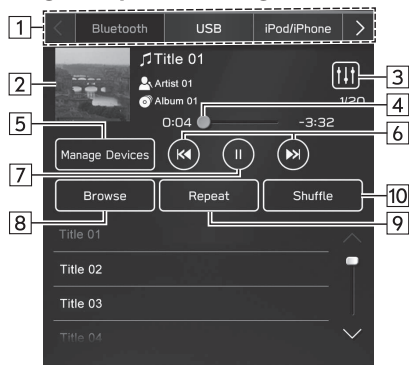 1
Bluetooth USB iPod/iPhone
2
Title 01
Artist 01
Album 01
3
1/20
4
0:04 -3:32
5
6
Manage Devices
7
Browse Repeat Shuffle
10
8
9
Title 01
Title 02
Title 03
Title 04